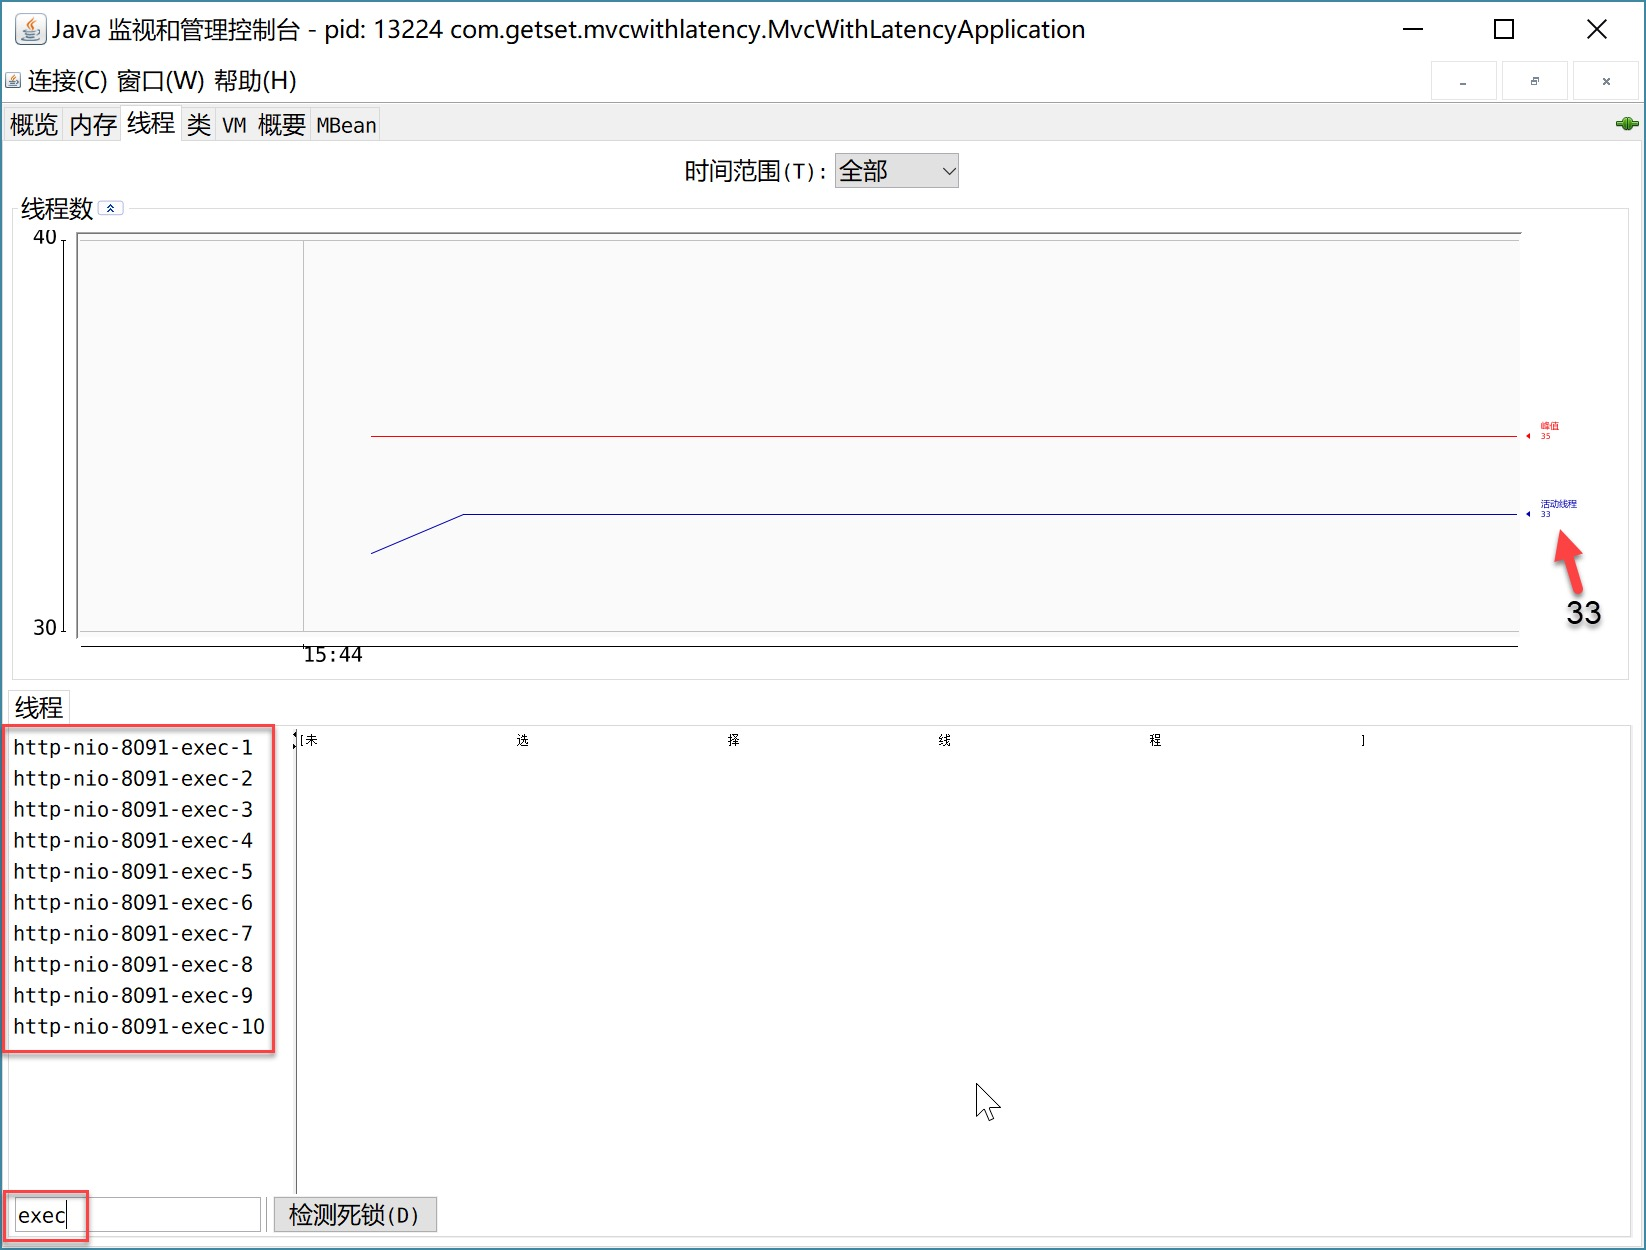 Java 监视和管理控制台 - pid: 13224 com.getset.mvcwithlatency.MvcWithLatencyApplication
连接(C) 窗口(W) 帮助(H)
概览 内存 线程 类 VM 概要 MBean
时间范围(T): 全部
线程数
40
峰值
35
活动线程
33
33
30
15:44
线程
[未 选 择 线 程 ]
http-nio-8091-exec-1
http-nio-8091-exec-2
http-nio-8091-exec-3
http-nio-8091-exec-4
http-nio-8091-exec-5
http-nio-8091-exec-6
http-nio-8091-exec-7
http-nio-8091-exec-8
http-nio-8091-exec-9
http-nio-8091-exec-10
exec 检测死锁(D)